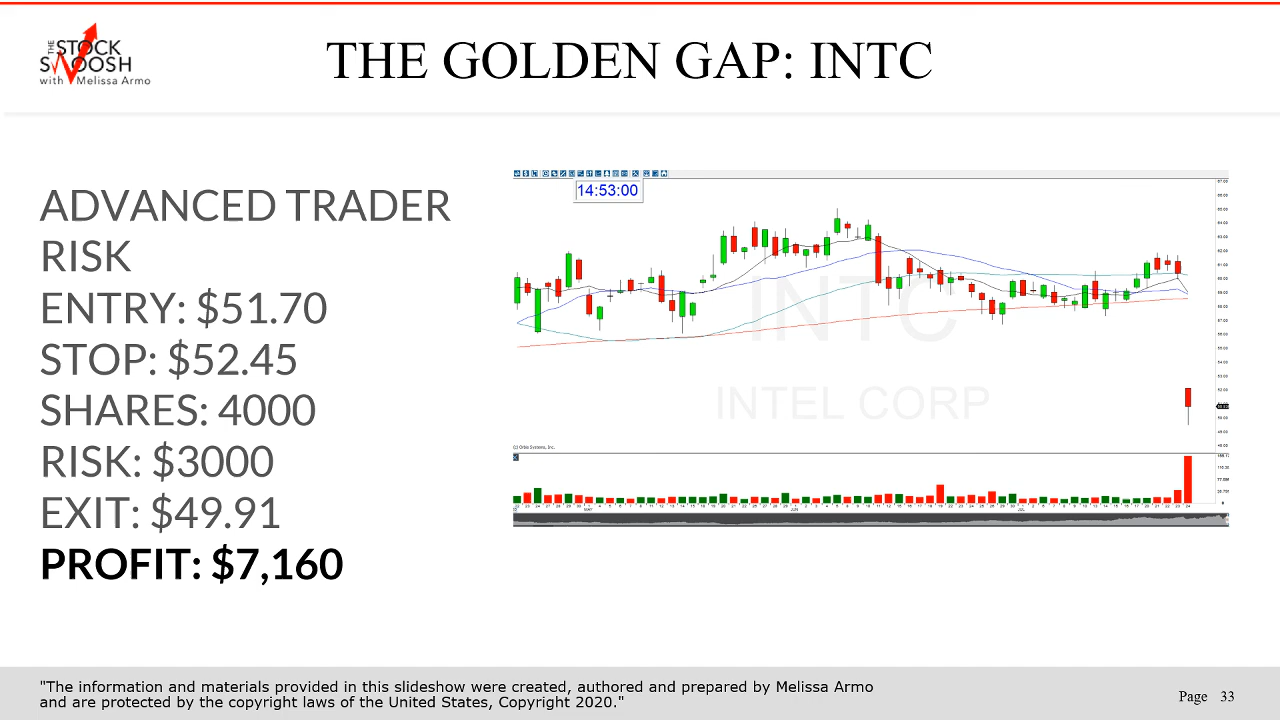 THE STOCK
SWOOSH
with Melissa Armo
THE GOLDEN GAP: INTC
ADVANCED TRADER
RISK
ENTRY: $51.70
STOP: $52.45
SHARES: 4000
RISK: $3000
EXIT: $49.91
PROFIT: $7,160
14:53:00
INTC
INTEL CORP
"The information and materials provided in this slideshow were created, authored and prepared by Melissa Armo
and are protected by the copyright laws of the United States, Copyright 2020."
Page 33